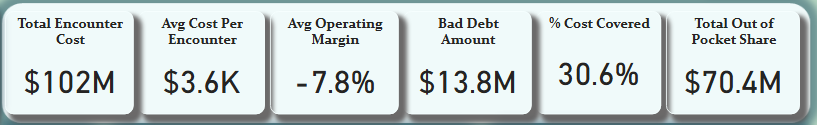 Total Encounter
Cost
$102M
Avg Cost Per
Encounter
$3.6K
Avg Operating
Margin
-7.8%
Bad Debt
Amount
$13.8M
% Cost Covered
30.6%
Total Out of
Pocket Share
$70.4M